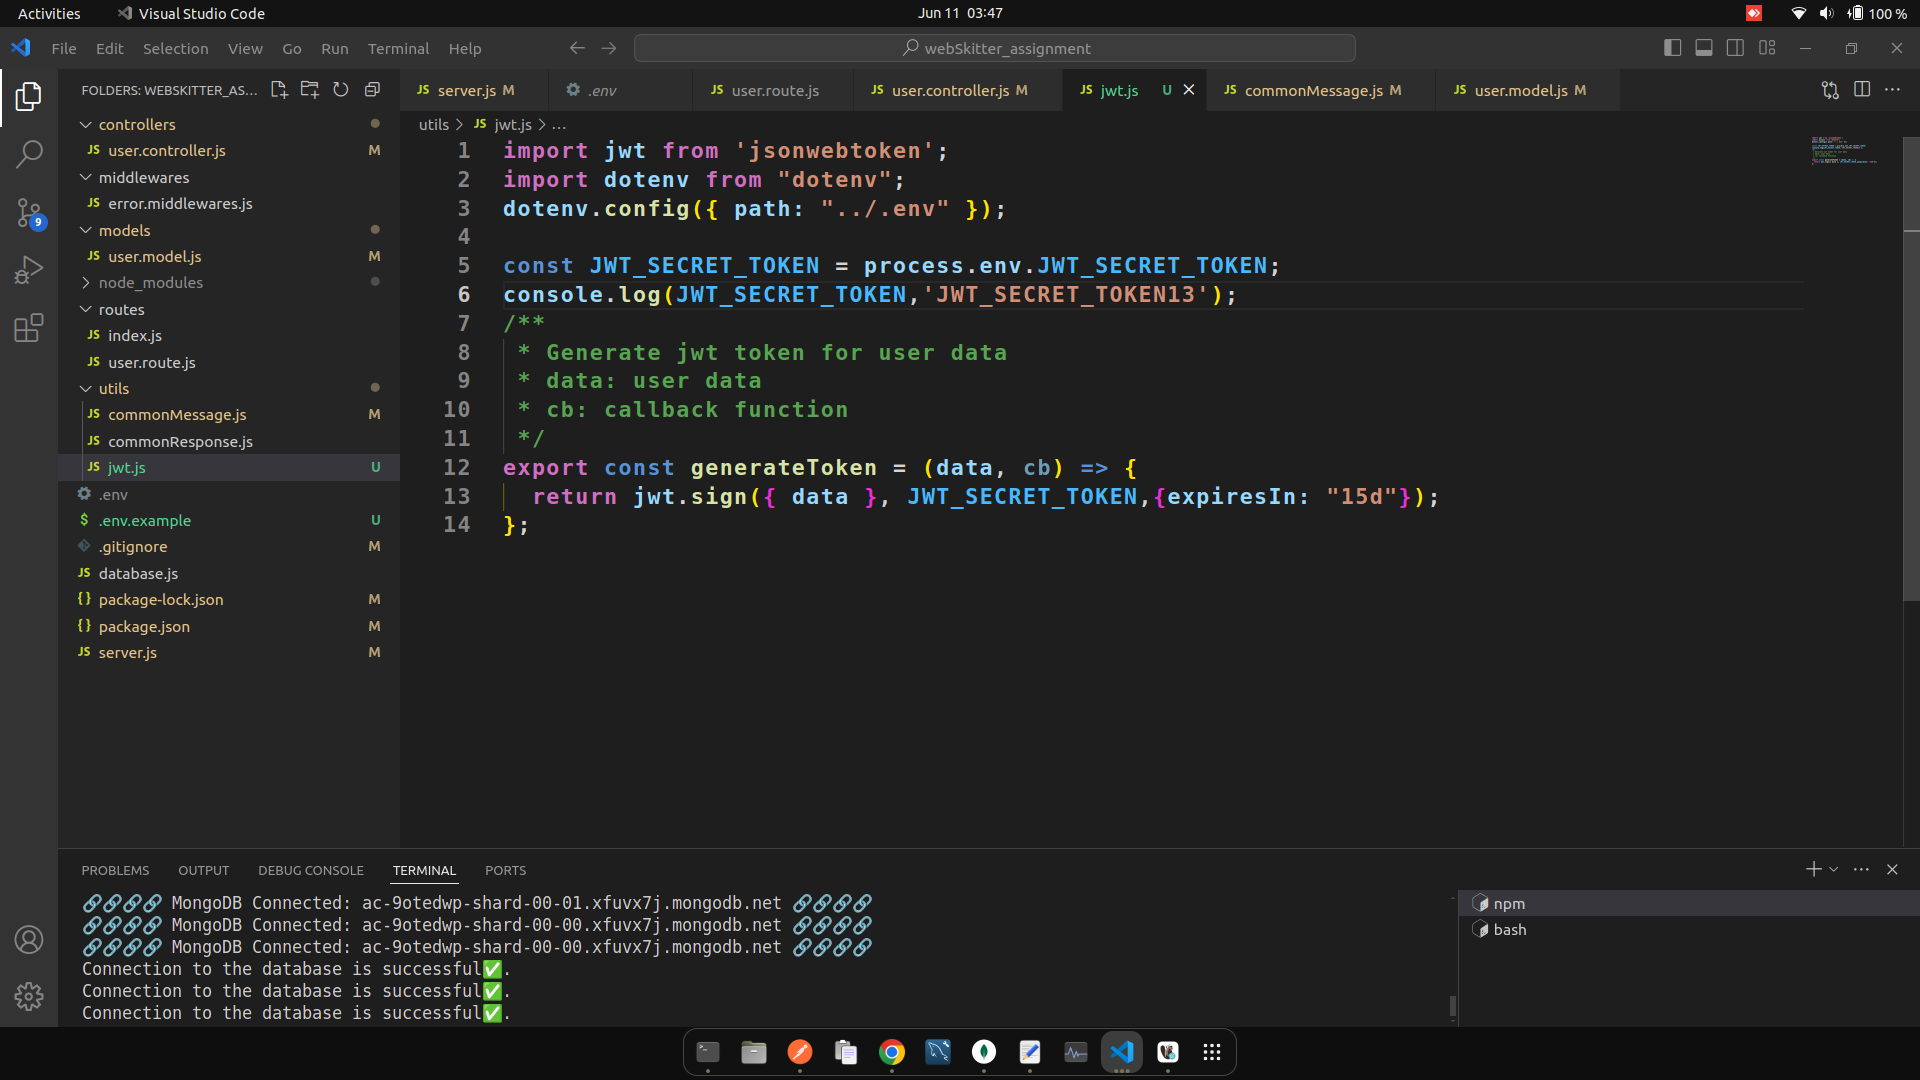 Activities
Visual Studio Code
Jun 11 03:47
100 %
File Edit Selection View Go Run Terminal Help
webSkitter_assignment
FOLDERS: WEBSKITTER_AS...
controllers
JS user.controller.js M
middlewares
JS error.middlewares.js
models
JS user.model.js M
node_modules
routes
JS index.js
JS user.route.js
utils
JS commonMessage.js M
JS commonResponse.js
JS jwt.js U
.env
$ .env.example U
.gitignore M
JS database.js
{} package-lock.json M
{} package.json M
JS server.js M
9
JS server.js M
.env
JS user.route.js
JS user.controller.js M
JS jwt.js U
JS commonMessage.js M
JS user.model.js M
utils > JS jwt.js > ...
1 import jwt from 'jsonwebtoken';
2 import dotenv from "dotenv";
3 dotenv.config({ path: "../.env" });
4
5 const JWT_SECRET_TOKEN = process.env.JWT_SECRET_TOKEN;
6 console.log(JWT_SECRET_TOKEN,'JWT_SECRET_TOKEN13');
7 /**
8 * Generate jwt token for user data
9 * data: user data
10 * cb: callback function
11 */
12 export const generateToken = (data, cb) => {
13 return jwt.sign({ data }, JWT_SECRET_TOKEN,{expiresIn: "15d"});
14 };
PROBLEMS OUTPUT DEBUG CONSOLE TERMINAL PORTS
🔗🔗🔗🔗 MongoDB Connected: ac-9otedwp-shard-00-01.xfuvx7j.mongodb.net 🔗🔗🔗🔗
🔗🔗🔗🔗 MongoDB Connected: ac-9otedwp-shard-00-00.xfuvx7j.mongodb.net 🔗🔗🔗🔗
🔗🔗🔗🔗 MongoDB Connected: ac-9otedwp-shard-00-00.xfuvx7j.mongodb.net 🔗🔗🔗🔗
Connection to the database is successful✅.
Connection to the database is successful✅.
Connection to the database is successful✅.
npm
bash